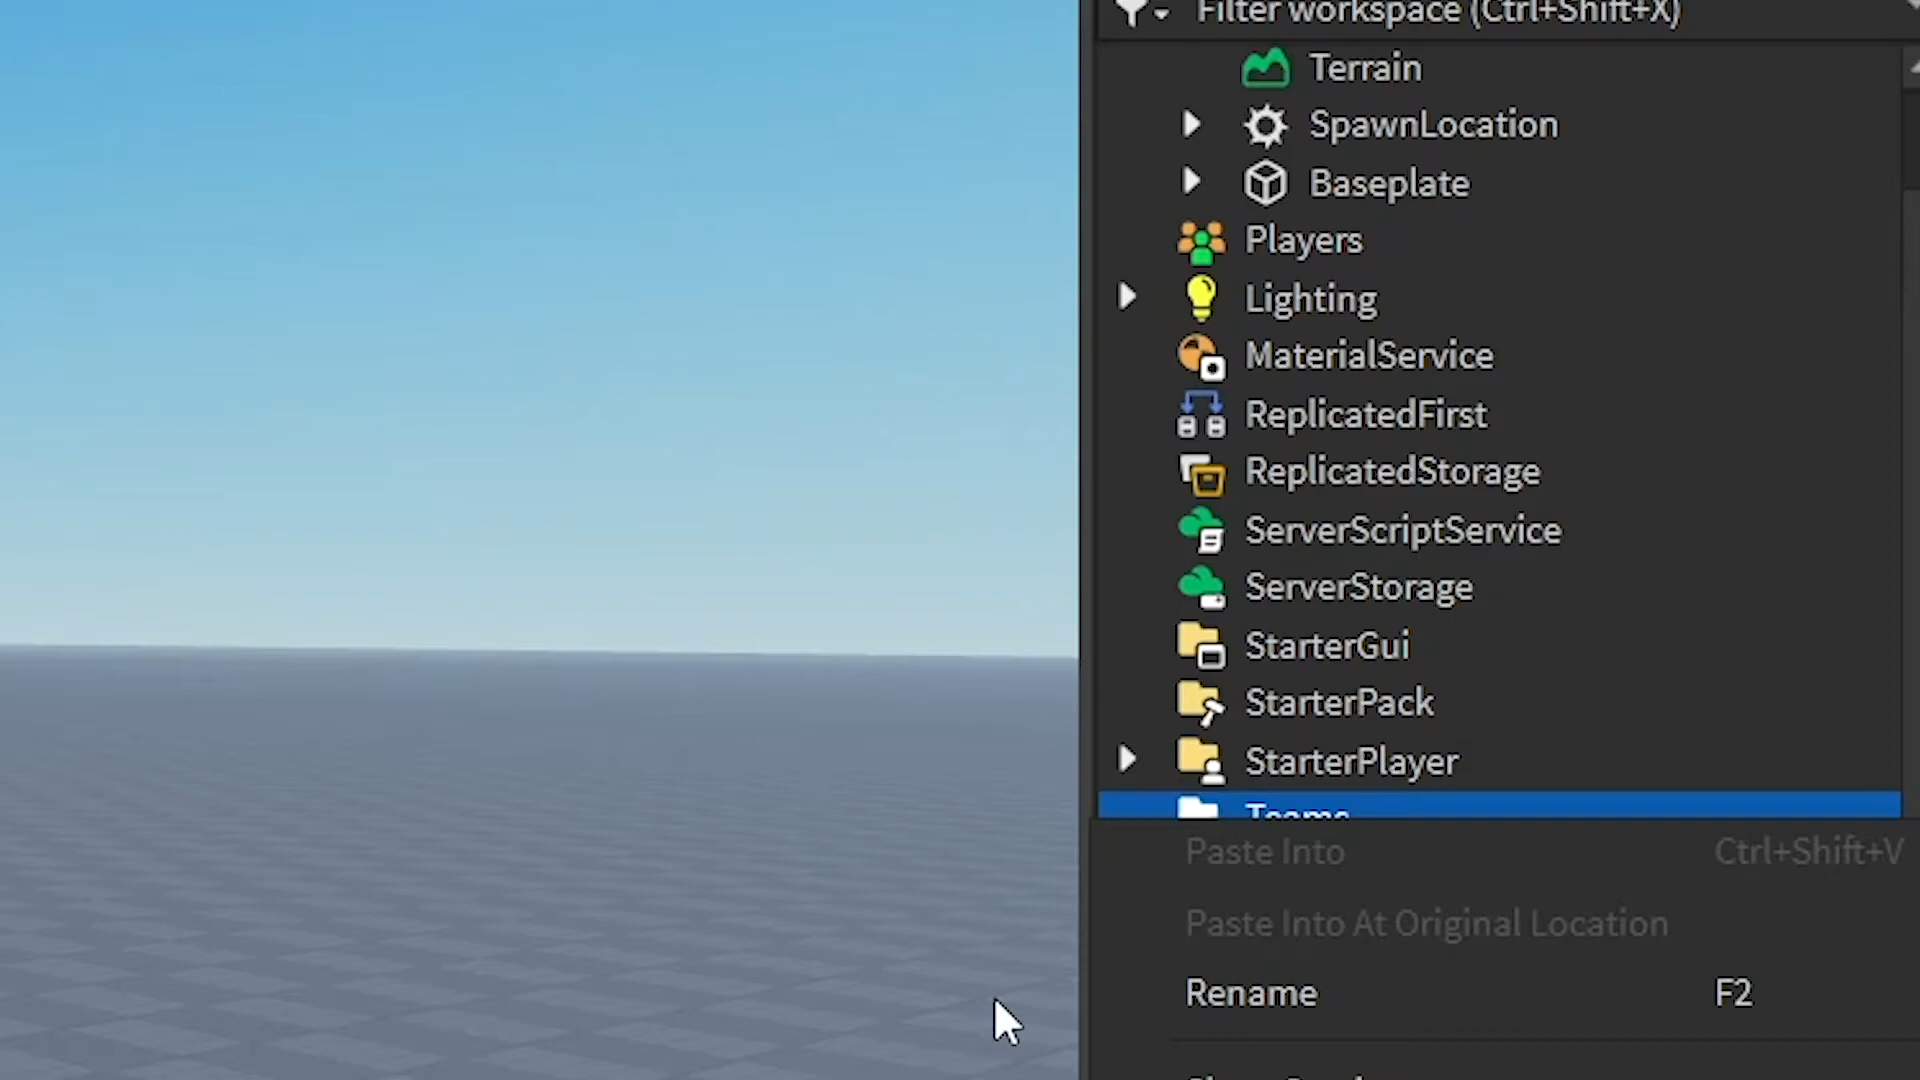 Filter workspace (Ctrl+Shift+X)
Terrain
SpawnLocation
Baseplate
Players
Lighting
MaterialService
ReplicatedFirst
ReplicatedStorage
ServerScriptService
ServerStorage
StarterGui
StarterPack
StarterPlayer
Teams
Paste Into Ctrl+Shift+V
Paste Into At Original Location
Rename F2